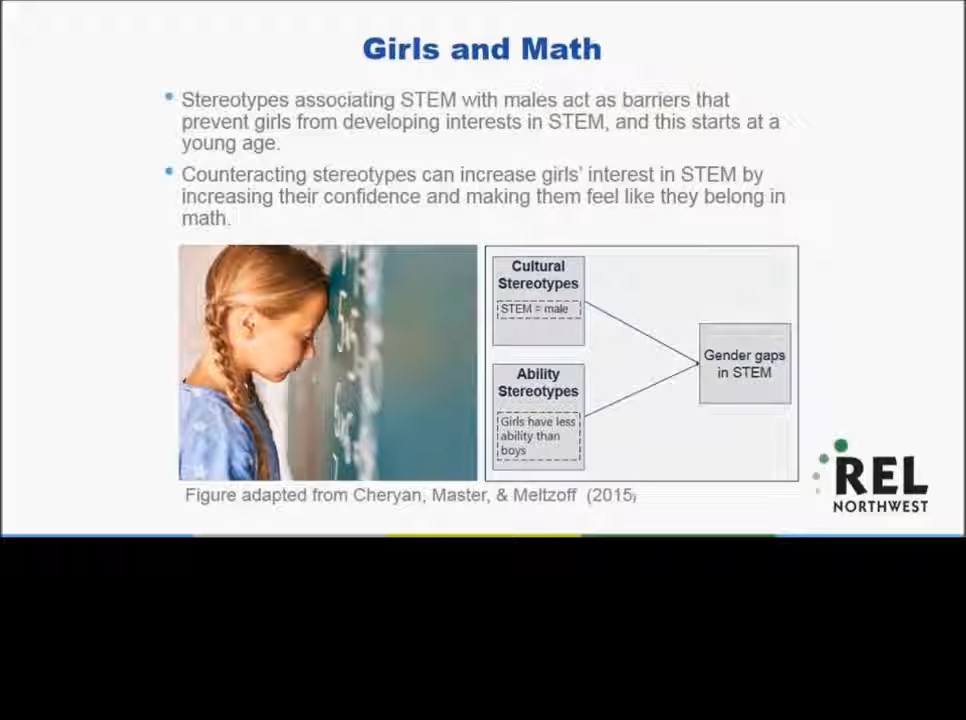 Girls and Math
• Stereotypes associating STEM with males act as barriers that
prevent girls from developing interests in STEM, and this starts at a
young age.
• Counteracting stereotypes can increase girls' interest in STEM by
increasing their confidence and making them feel like they belong in
math.
Cultural
Stereotypes
STEM = male
Ability
Stereotypes
Girls have less
ability than
boys
Gender gaps
in STEM
Figure adapted from Cheryan, Master, & Meltzoff (2015)
REL
NORTHWEST